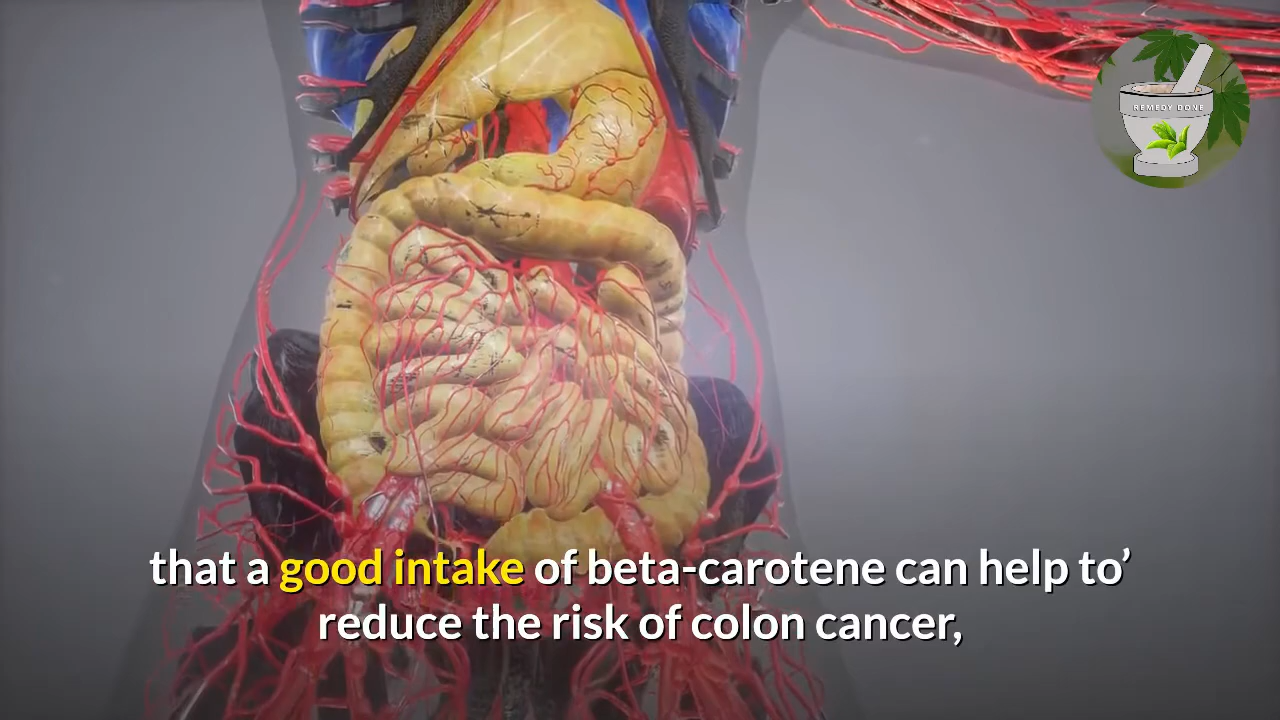 REMEDY DONE
that a good intake of beta-carotene can help to’
reduce the risk of colon cancer,